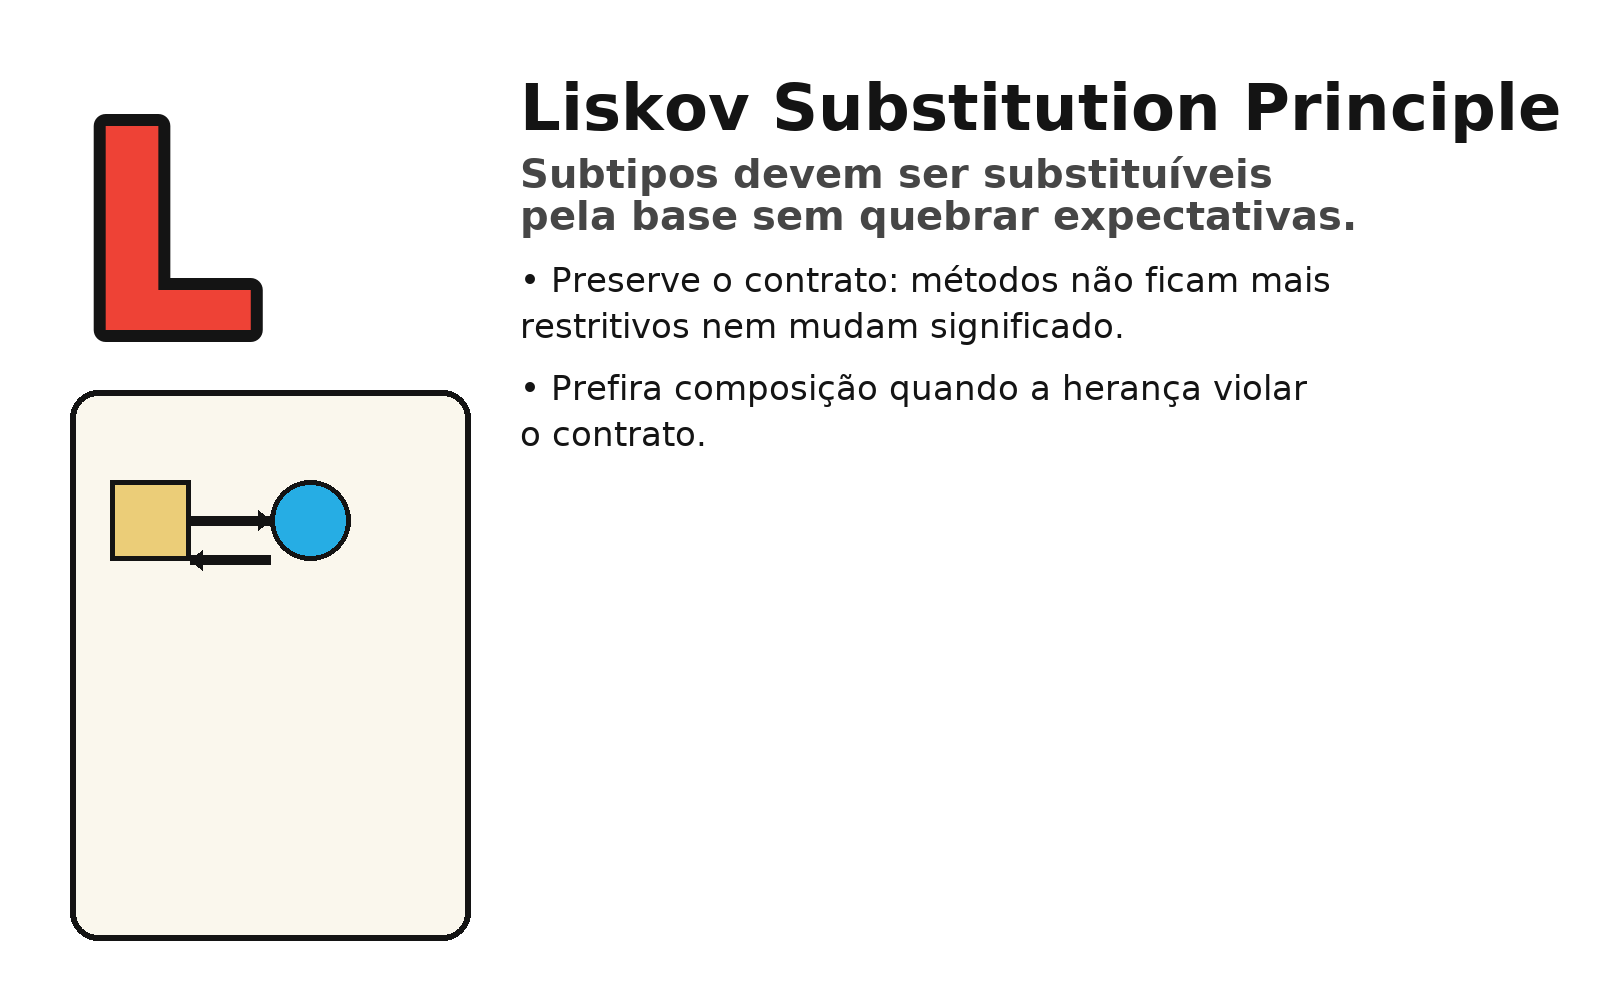 L
Liskov Substitution Principle
Subtipos devem ser substituíveis
pela base sem quebrar expectativas.
• Preserve o contrato: métodos não ficam mais
restritivos nem mudam significado.
• Prefira composição quando a herança violar
o contrato.